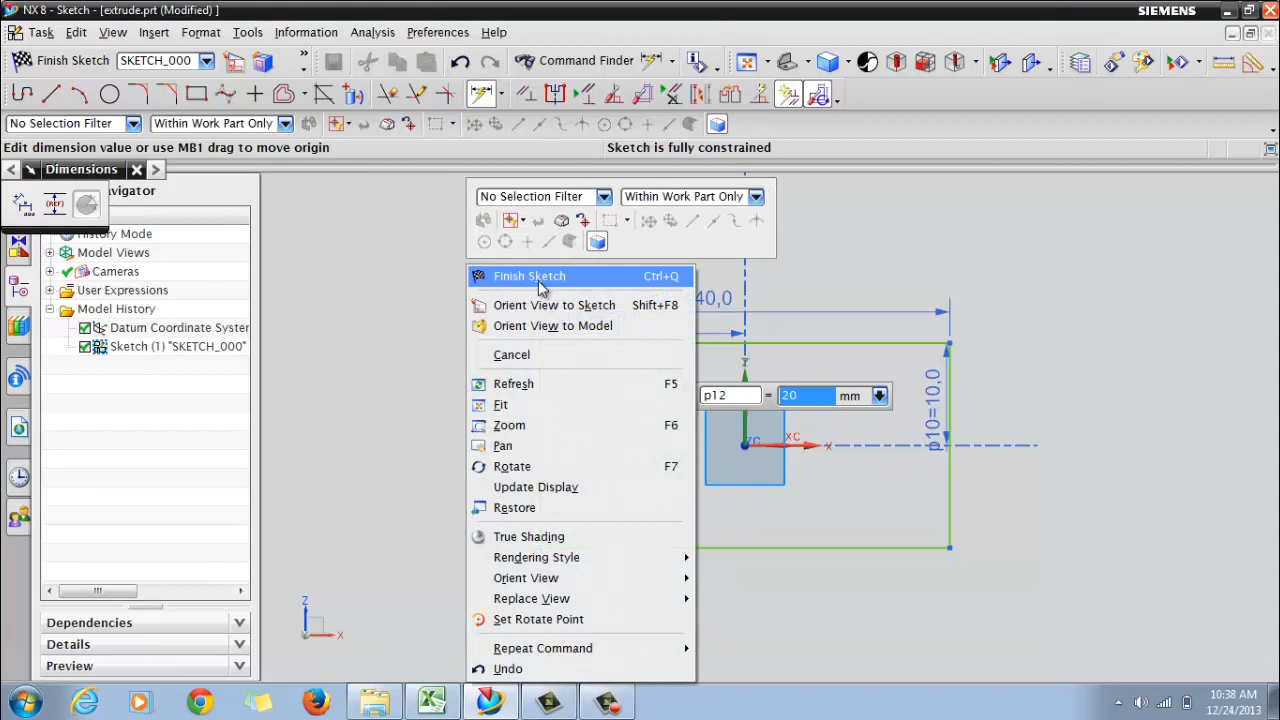 NX 8 - Sketch - [extrude.prt (Modified) ]
SIEMENS
Task Edit View Insert Format Tools Information Analysis Preferences Help
Finish Sketch SKETCH_000 Command Finder
No Selection Filter Within Work Part Only
Edit dimension value or use MB1 drag to move origin
Sketch is fully constrained
Dimensions
vigator
History Mode
Model Views
Cameras
User Expressions
Model History
Datum Coordinate System
Sketch (1) "SKETCH_000"
Dependencies
Details
Preview
No Selection Filter Within Work Part Only
Finish Sketch Ctrl+Q
Orient View to Sketch Shift+F8
Orient View to Model
Cancel
Refresh F5
Fit
Zoom F6
Pan
Rotate F7
Update Display
Restore
True Shading
Rendering Style
Orient View
Replace View
Set Rotate Point
Repeat Command
Undo
40,0
p12 = 20 mm
p10=10,0
XC
X
Z
X
10:38 AM
12/24/2013